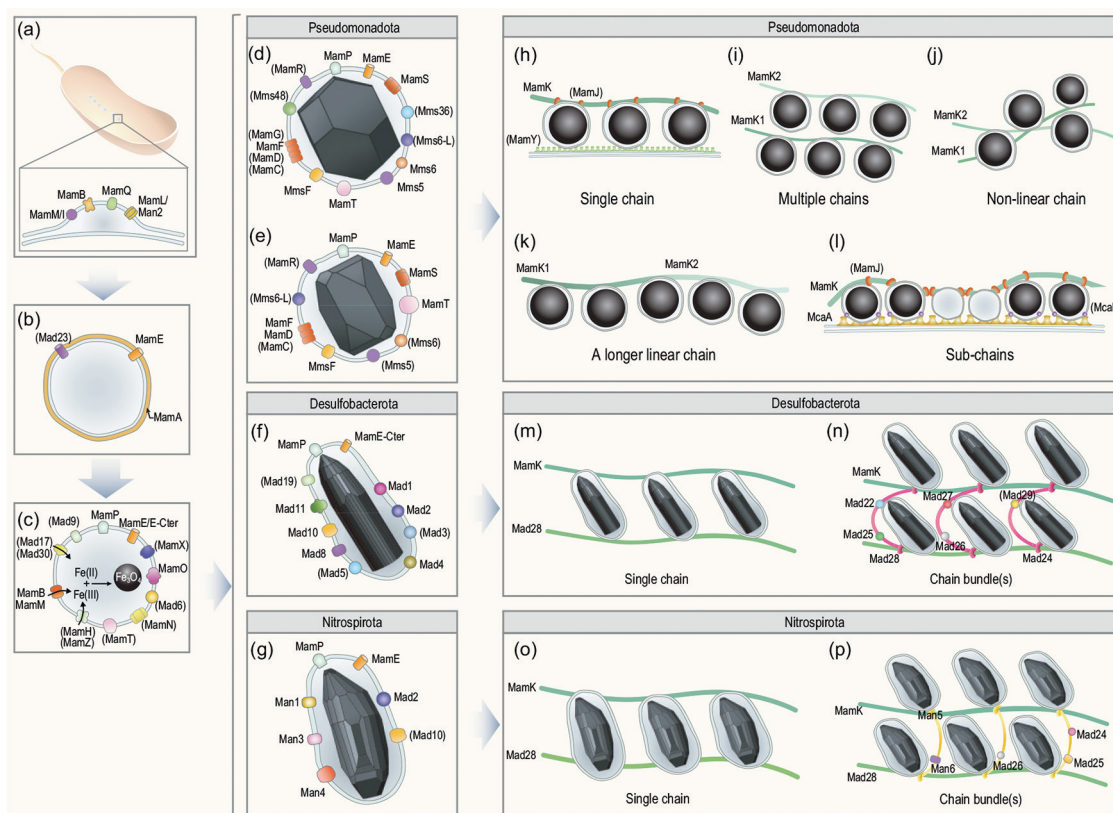 (a)
MamB
MamQ
MamL/
Man2
MamM/I
(b)
(Mad23)
MamE
MamA
(c)
(Mad9)
MamP
MamE/E-Cter
(Mad17)
(Mad30)
(MamX)
Fe(II)
+
Fe(III)
Fe₃O₄
MamO
MamB
MamM
(Mad6)
(MamH)
(MamZ)
(MamT)
(MamN)
Pseudomonadota
(d)
MamP
MamE
(MamR)
MamS
(Mms48)
(Mms36)
(MamG)
MamF
(MamD)
(MamC)
(Mms6-L)
Mms6
MmsF
Mms5
MamT
(e)
MamP
MamE
(MamR)
MamS
(Mms6-L)
MamT
MamF
MamD
(MamC)
(Mms6)
MmsF
(Mms5)
Desulfobacterota
(f)
MamP
MamE-Cter
(Mad19)
Mad1
Mad11
Mad2
Mad10
(Mad3)
Mad8
Mad4
(Mad5)
Nitrospirota
(g)
MamP
MamE
Man1
Mad2
Man3
(Mad10)
Man4
Pseudomonadota
(h)
MamK
(MamJ)
(MamY)
Single chain
(i)
MamK2
MamK1
Multiple chains
(j)
MamK2
MamK1
Non-linear chain
(k)
MamK1
MamK2
A longer linear chain
(l)
(MamJ)
MamK
McaA
(Mca
Sub-chains
Desulfobacterota
(m)
MamK
Mad28
Single chain
(n)
MamK
Mad22
Mad27
(Mad29)
Mad25
Mad26
Mad28
Mad24
Chain bundle(s)
Nitrospirota
(o)
MamK
Mad28
Single chain
(p)
MamK
Man5
Mad24
Mad28
Man6
Mad26
Mad25
Chain bundle(s)